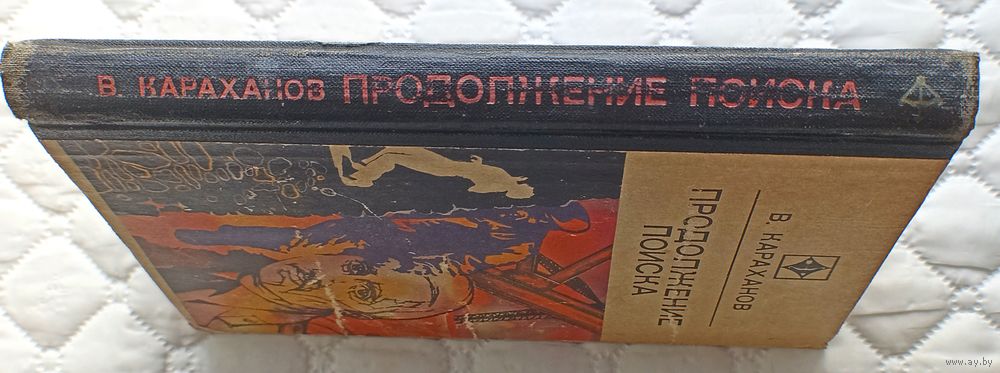 В. КАРАХАНОВ ПРОДОЛЖЕНИЕ ПОИСКА
В. КАРАХАНОВ
ПРОДОЛЖЕНИЕ
ПОИСКА
www.ay.by